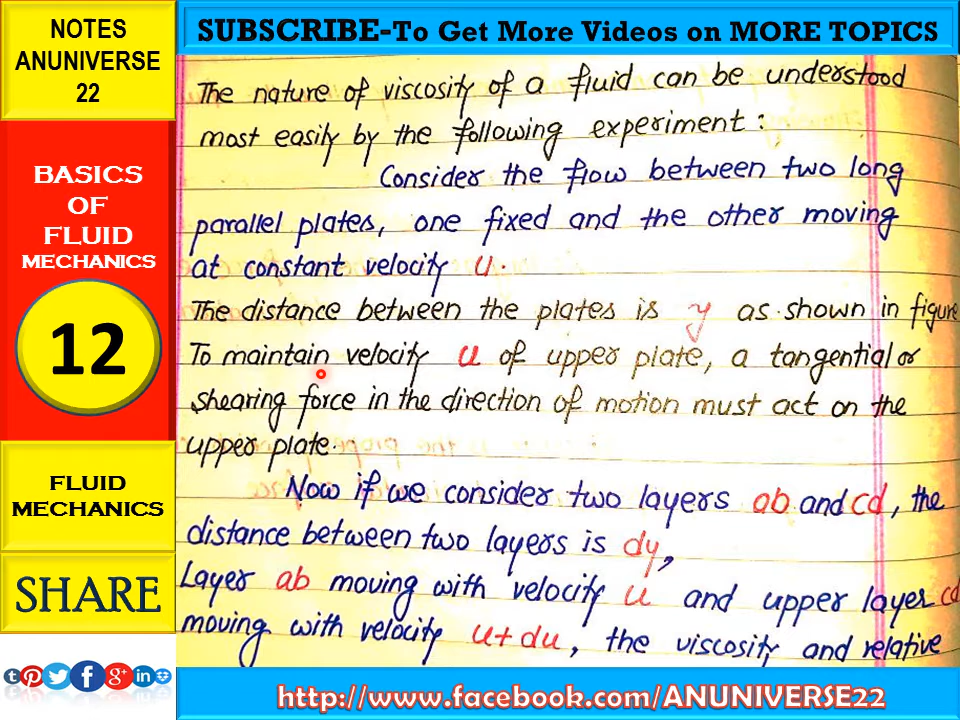 NOTES
ANUNIVERSE
22
SUBSCRIBE-To Get More Videos on MORE TOPICS
BASICS
OF
FLUID
MECHANICS
12
FLUID
MECHANICS
SHARE
The nature of viscosity of a fluid can be understood
most easily by the following experiment:
Consider the flow between two long
parallel plates, one fixed and the other moving
at constant velocity u.
The distance between the plates is y as shown in figure
To maintain velocity u of upper plate, a tangential or
shearing force in the direction of motion must act on the
upper plate.
Now if we consider two layers ab and cd, the
distance between two layers is dy,
Layer ab moving with velocity u and upper layer cd
moving with velocity u+du, the viscosity and relative
http://www.facebook.com/ANUNIVERSE22